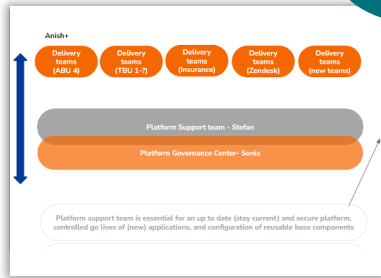 Anish+
Delivery teams (ABU 4)
Delivery teams (TBU 1-?)
Delivery teams (Insurance)
Delivery teams (Zendesk)
Delivery teams (new teams)
Platform Support team - Stefan
Platform Governance Center- Sonia
Platform support team is essential for an up to date (stay current) and secure platform,
controlled go lives of (new) applications, and configuration of reusable base components